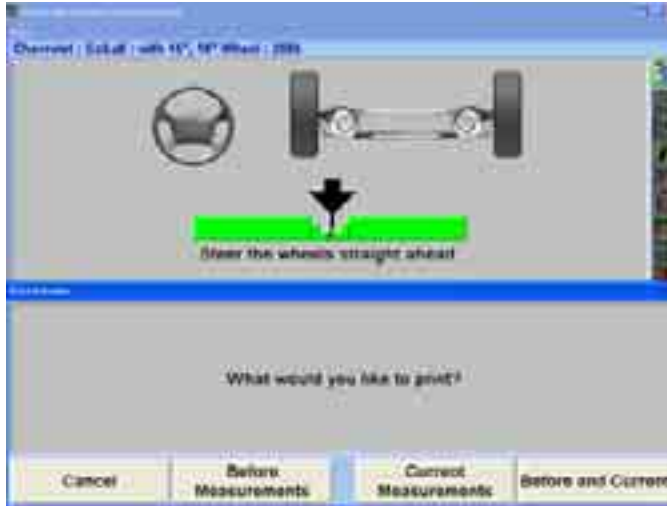 Chevrolet : Cobalt : with 15", 16" Wheel :
Steer the wheels straight ahead
What would you like to print?
Cancel
Before
Measurements
Current
Measurements
Before and Current